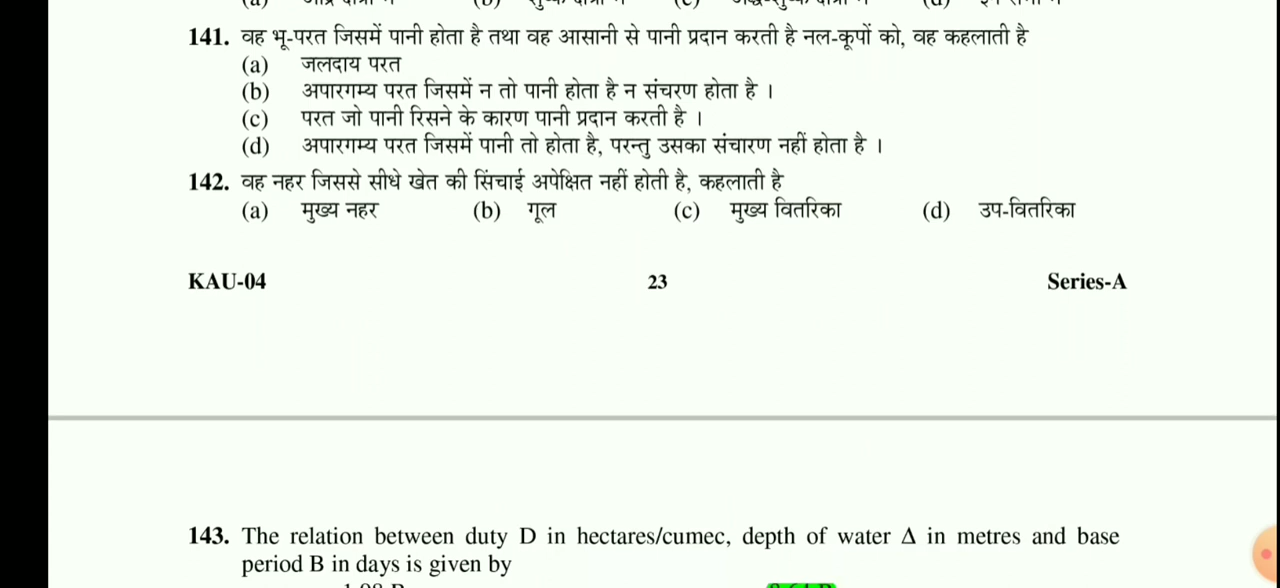 141. वह भू-परत जिसमें पानी होता है तथा वह आसानी से पानी प्रदान करती है नल-कूपों को, वह कहलाती है
(a) जलदाय परत
(b) अपारगम्य परत जिसमें न तो पानी होता है न संचरण होता है ।
(c) परत जो पानी रिसने के कारण पानी प्रदान करती है ।
(d) अपारगम्य परत जिसमें पानी तो होता है, परन्तु उसका संचारण नहीं होता है ।
142. वह नहर जिससे सीधे खेत की सिंचाई अपेक्षित नहीं होती है, कहलाती है
(a) मुख्य नहर (b) गूल (c) मुख्य वितरिका (d) उप-वितरिका
KAU-04 23 Series-A
143. The relation between duty D in hectares/cumec, depth of water Δ in metres and base
period B in days is given by